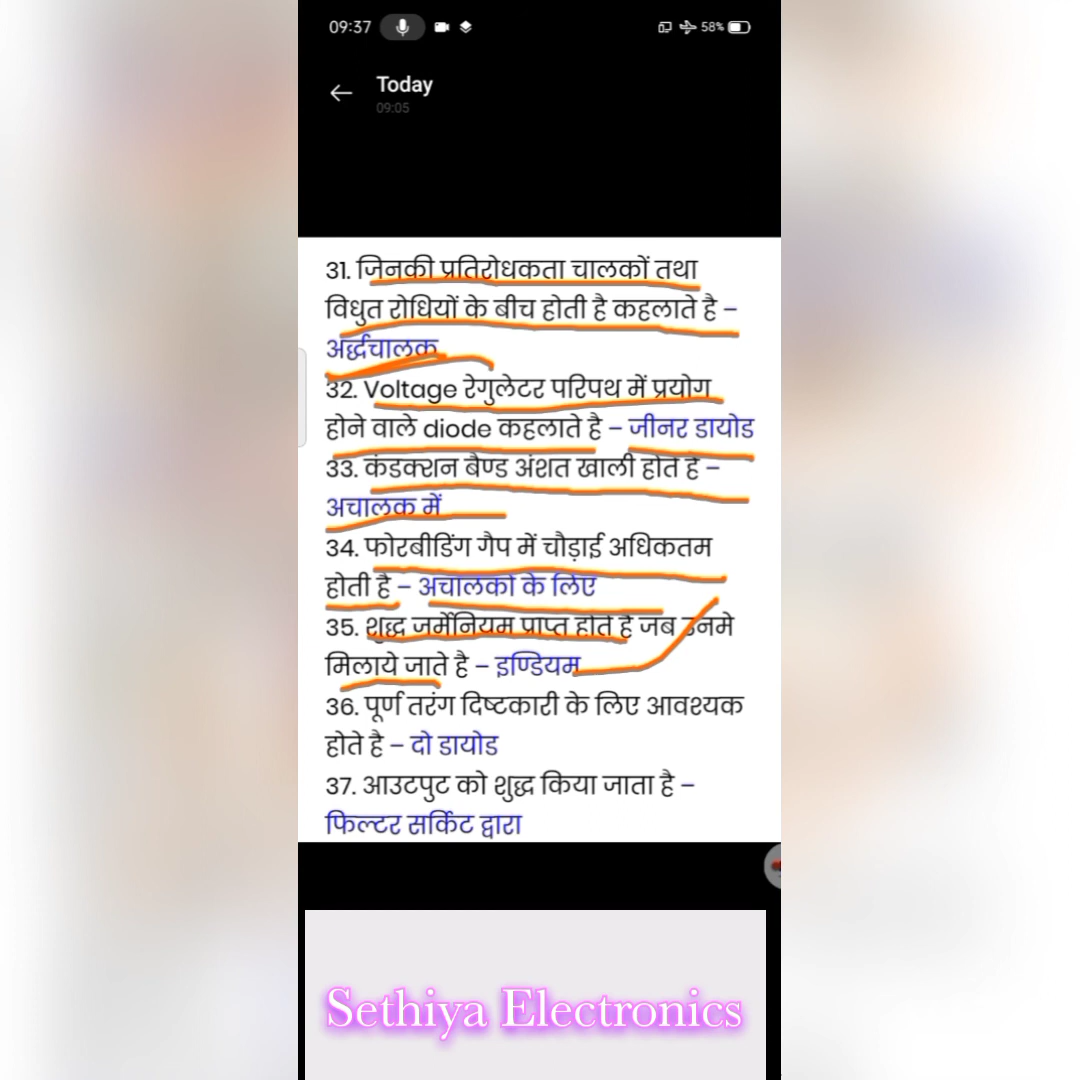 09:37 58%
Today
09:05
31. जिनकी प्रतिरोधकता चालकों तथा
विधुत रोधियों के बीच होती है कहलाते है –
अर्द्धचालक
32. Voltage रेगुलेटर परिपथ में प्रयोग
होने वाले diode कहलाते है – जीनर डायोड
33. कंडक्शन बैण्ड अंशत खाली होते है –
अचालक में
34. फोरबीडिंग गैप में चौड़ाई अधिकतम
होती है – अचालको के लिए
35. शुद्ध जर्मेनियम प्राप्त होते है जब उनमे
मिलाये जाते है – इण्डियम
36. पूर्ण तरंग दिष्टकारी के लिए आवश्यक
होते है – दो डायोड
37. आउटपुट को शुद्ध किया जाता है –
फिल्टर सर्किट द्वारा
Sethiya Electronics